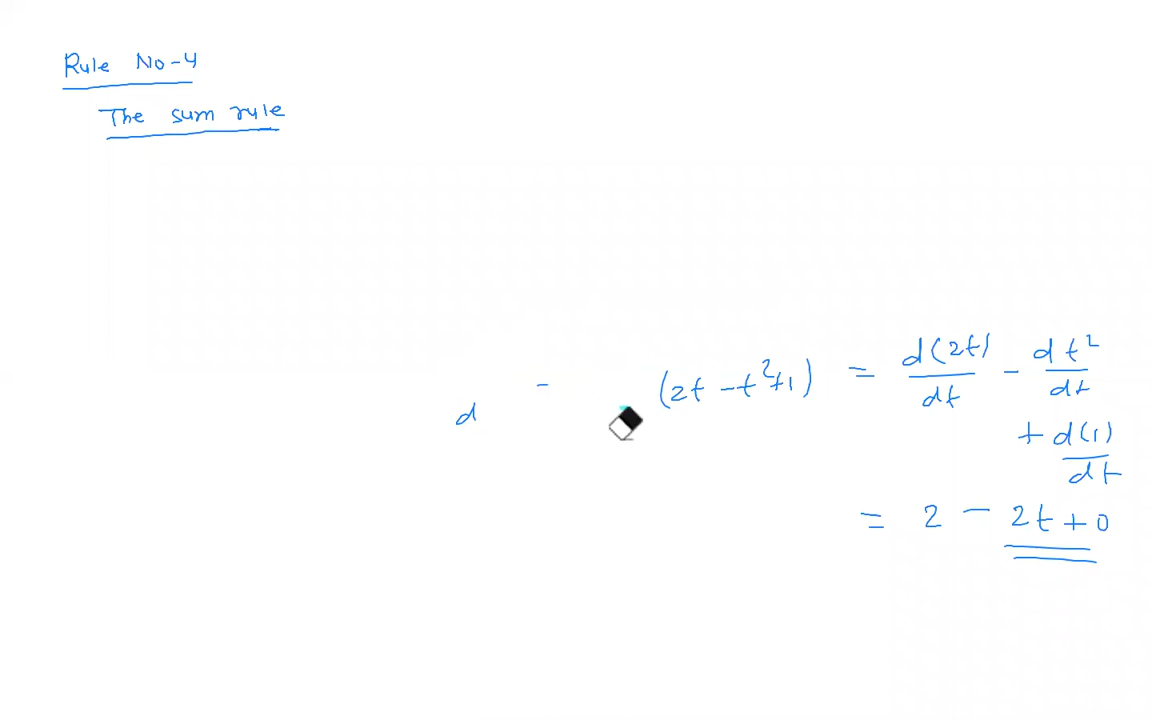 Rule No-4
The sum rule
d - (2t - t²+1) = d(2t)/dt - dt²/dt
+ d(1)/dt
= 2 - 2t + 0